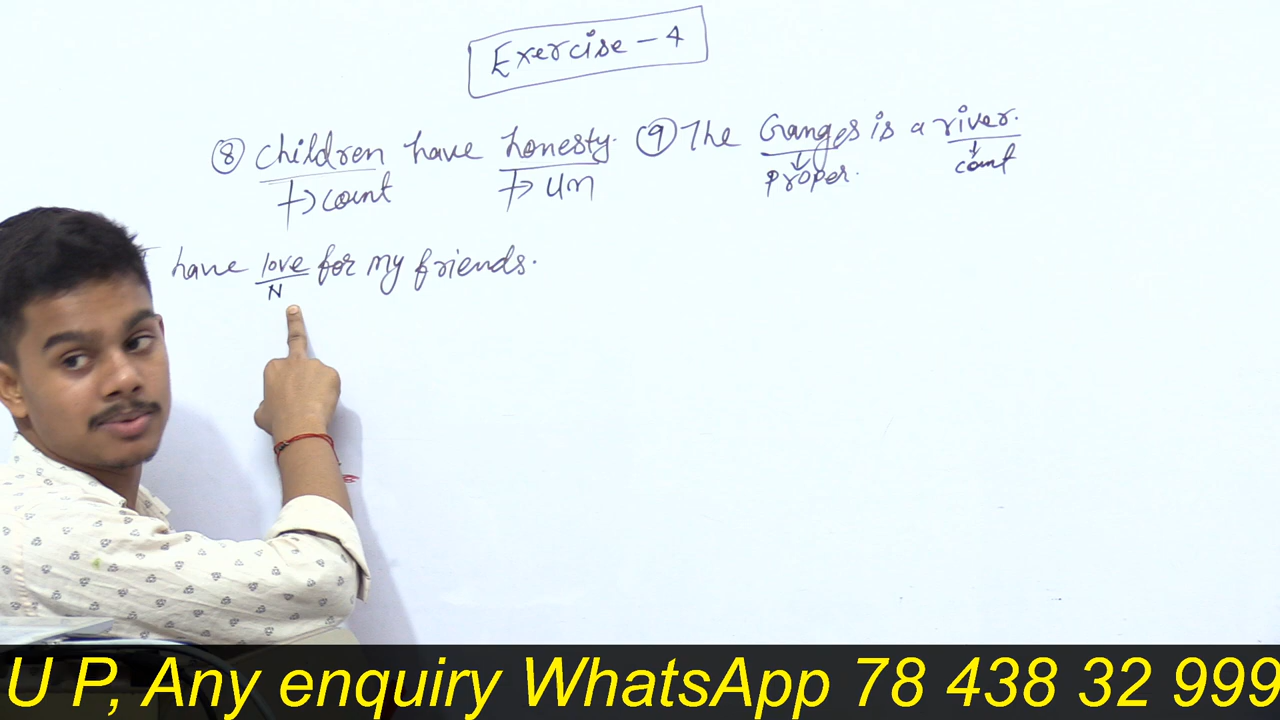 Exercise - 4
⑧ Children have honesty. ⑨ The Ganges is a river.
↳ count ↳ un ↓ proper. ↓ count
I have love for my friends.
N
U P, Any enquiry WhatsApp 78 438 32 999